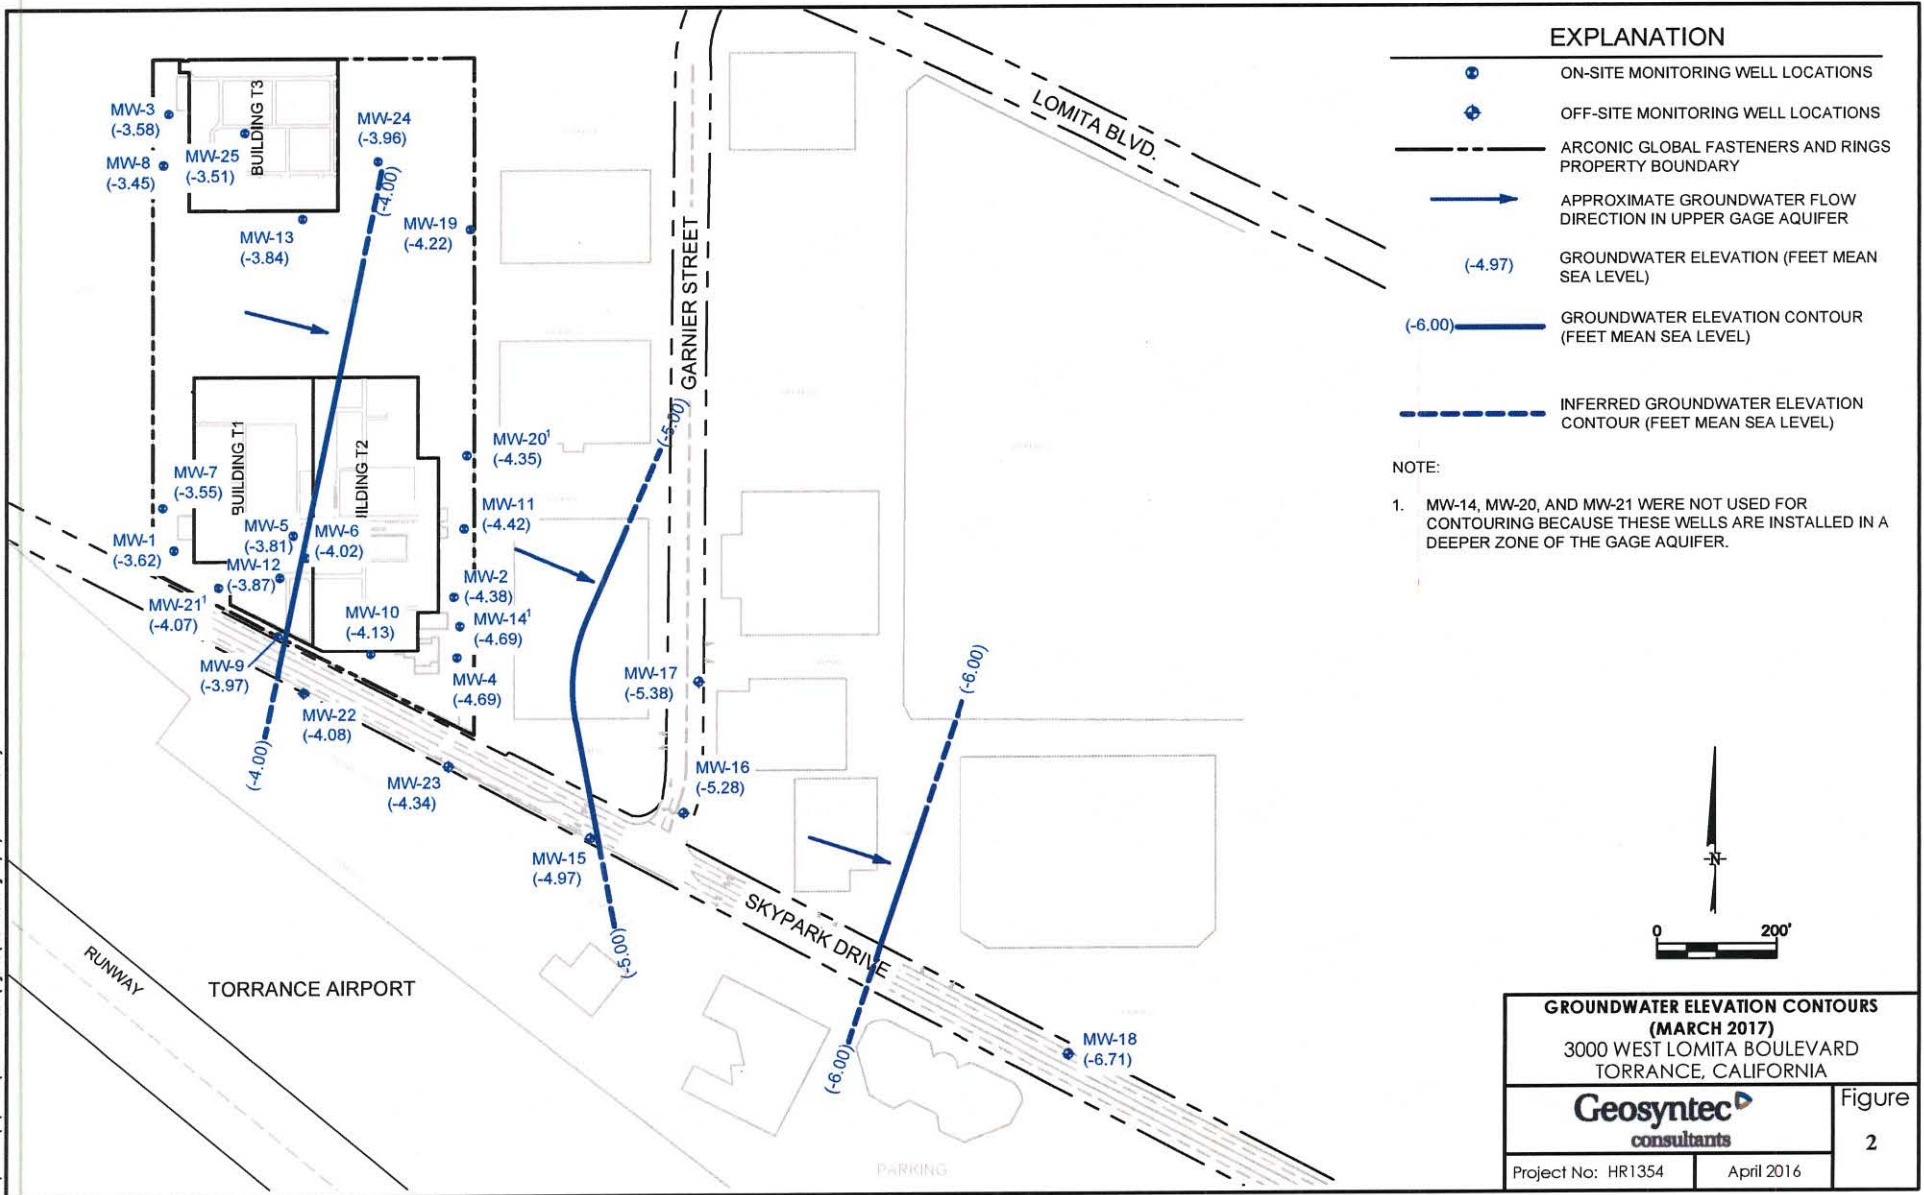 EXPLANATION
ON-SITE MONITORING WELL LOCATIONS
OFF-SITE MONITORING WELL LOCATIONS
ARCONIC GLOBAL FASTENERS AND RINGS
PROPERTY BOUNDARY
APPROXIMATE GROUNDWATER FLOW
DIRECTION IN UPPER GAGE AQUIFER
(-4.97)
GROUNDWATER ELEVATION (FEET MEAN
SEA LEVEL)
(-6.00)
GROUNDWATER ELEVATION CONTOUR
(FEET MEAN SEA LEVEL)
INFERRED GROUNDWATER ELEVATION
CONTOUR (FEET MEAN SEA LEVEL)
NOTE:
1. MW-14, MW-20, AND MW-21 WERE NOT USED FOR
CONTOURING BECAUSE THESE WELLS ARE INSTALLED IN A
DEEPER ZONE OF THE GAGE AQUIFER.
MW-3
(-3.58)
MW-8
(-3.45)
MW-25
(-3.51)
BUILDING T3
MW-24
(-3.96)
(-4.00)
MW-19
(-4.22)
MW-13
(-3.84)
LOMITA BLVD.
GARNIER STREET
BUILDING T1
ILDING T2
MW-7
(-3.55)
MW-1
(-3.62)
MW-5
(-3.81)
MW-6
(-4.02)
MW-12
(-3.87)
MW-21¹
(-4.07)
MW-10
(-4.13)
MW-20¹
(-4.35)
MW-11
(-4.42)
MW-2
(-4.38)
MW-14¹
(-4.69)
MW-4
(-4.69)
MW-9
(-3.97)
MW-22
(-4.08)
(-4.00)
MW-23
(-4.34)
(-5.00)
MW-17
(-5.38)
MW-16
(-5.28)
MW-15
(-4.97)
(-5.00)
(-6.00)
SKYPARK DRIVE
(-6.00)
MW-18
(-6.71)
RUNWAY
TORRANCE AIRPORT
PARKING
N
0 200'
GROUNDWATER ELEVATION CONTOURS
(MARCH 2017)
3000 WEST LOMITA BOULEVARD
TORRANCE, CALIFORNIA
Geosyntec
consultants
Figure
2
Project No: HR1354
April 2016